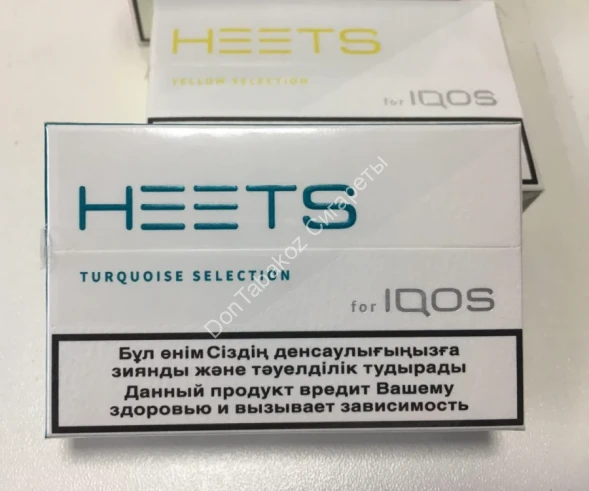 HEETS
YELLOW SELECTION
for IQOS
HEETS
TURQUOISE SELECTION
for IQOS
Бұл өнім Сіздің денсаулығыңызға
зиянды және тәуелділік тудырады
Данный продукт вредит Вашему
здоровью и вызывает зависимость
DonTabakoz Сигареты